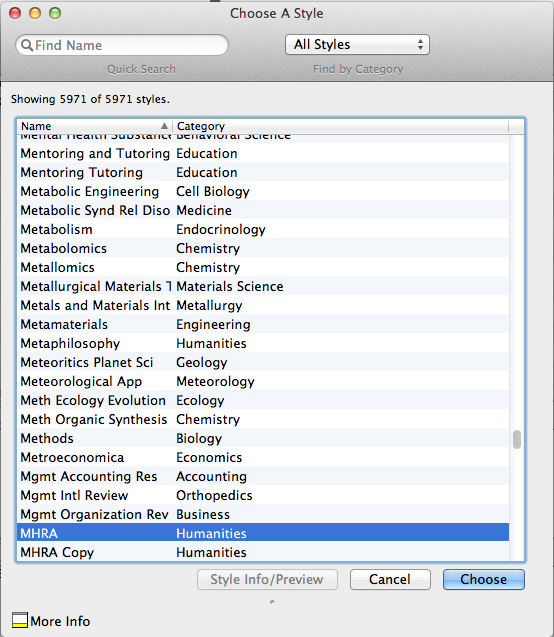 Choose A Style
Find Name
All Styles
Quick Search
Find by Category
Showing 5971 of 5971 styles.
Name Category
Mental Health Substance Behavioral Science
Mentoring and Tutoring Education
Mentoring Tutoring Education
Metabolic Engineering Cell Biology
Metabolic Synd Rel Diso Medicine
Metabolism Endocrinology
Metabolomics Chemistry
Metallomics Chemistry
Metallurgical Materials T Materials Science
Metals and Materials Int Metallurgy
Metamaterials Engineering
Metaphilosophy Humanities
Meteoritics Planet Sci Geology
Meteorological App Meteorology
Meth Ecology Evolution Ecology
Meth Organic Synthesis Chemistry
Methods Biology
Metroeconomica Economics
Mgmt Accounting Res Accounting
Mgmt Intl Review Orthopedics
Mgmt Organization Rev Business
MHRA Humanities
MHRA Copy Humanities
Style Info/Preview
Cancel
Choose
More Info